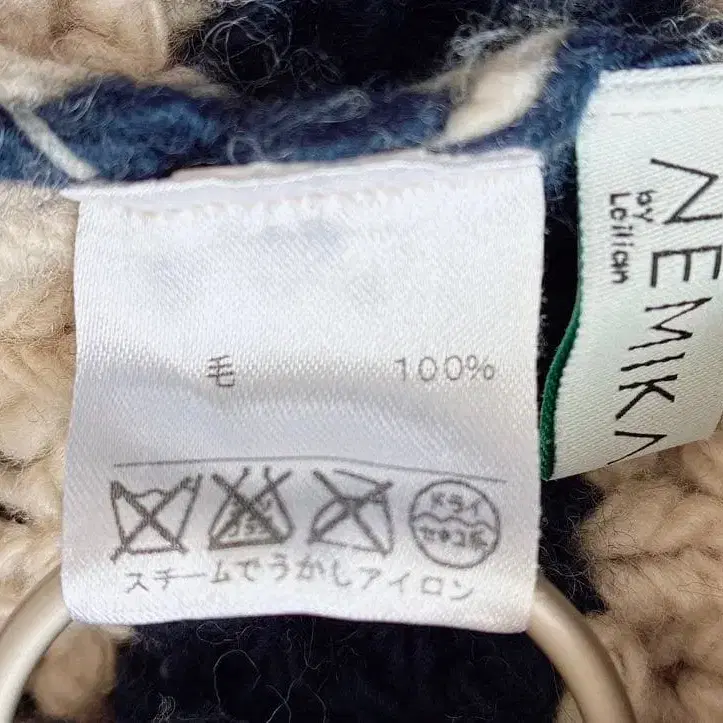 毛 100%
ドライ
セキユ系
スチームでうかしアイロン
NEMIKA
by Leilian